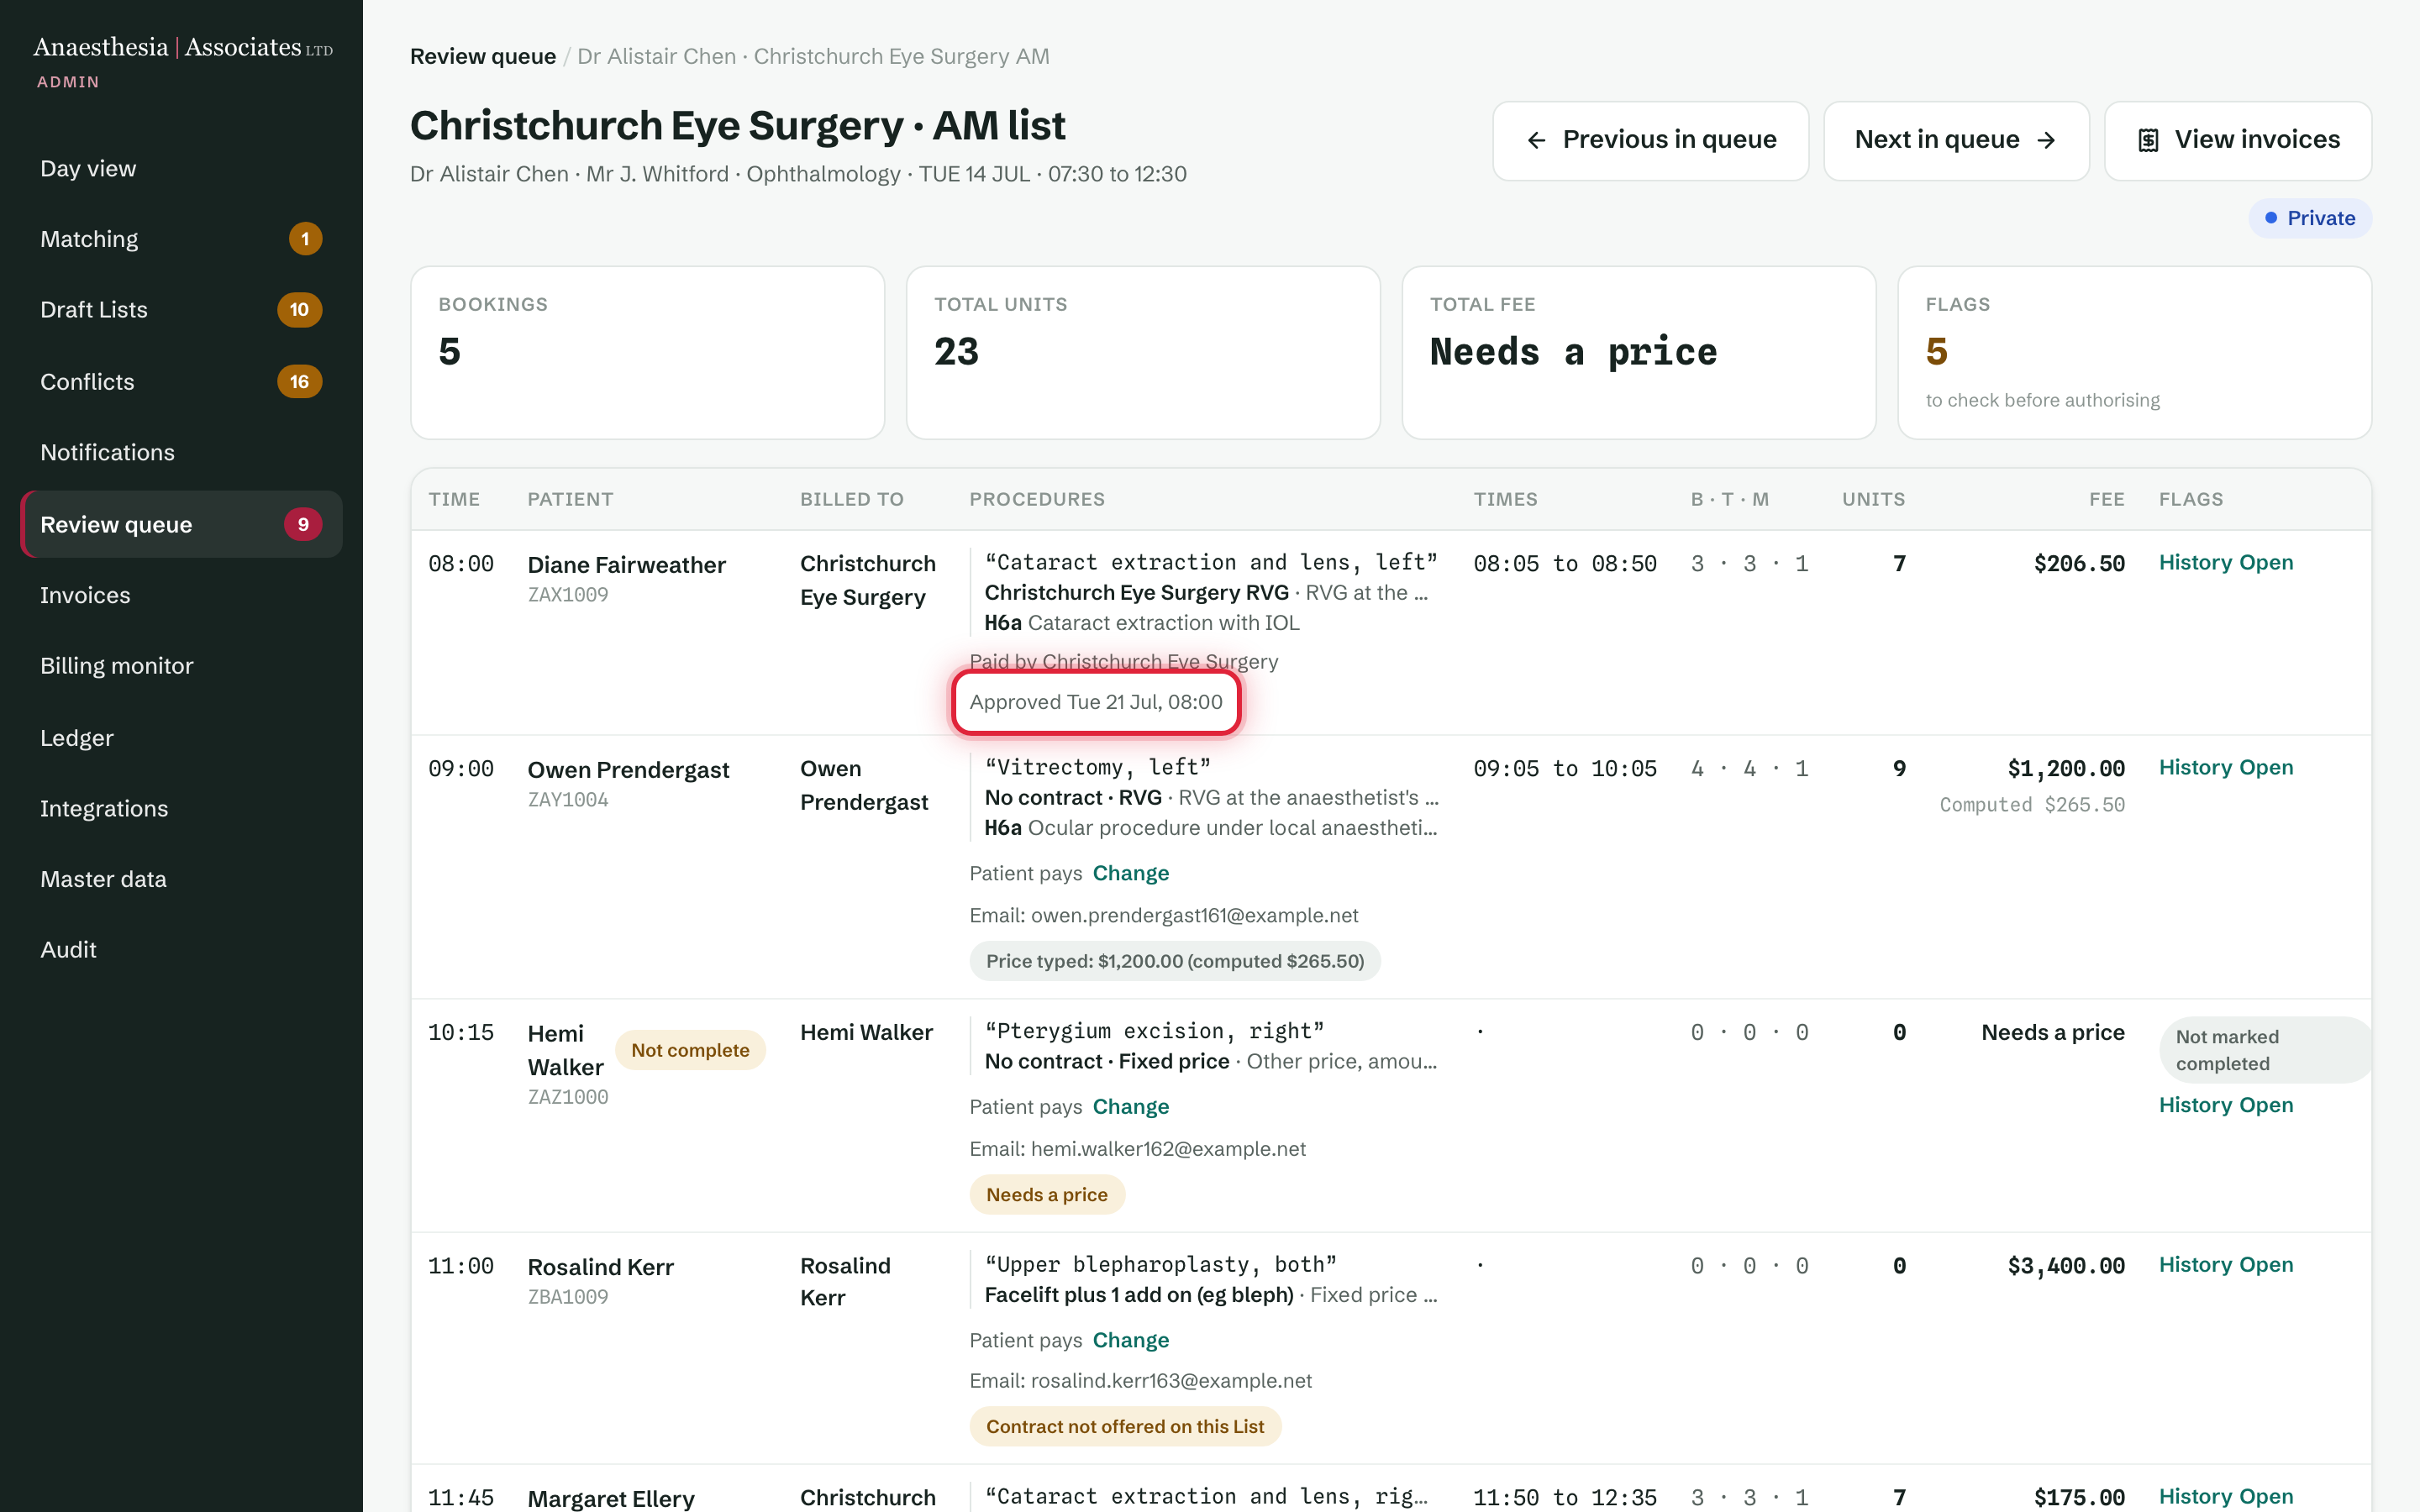 Anaesthesia | Associates LTD
ADMIN
Day view
Matching 1
Draft Lists 10
Conflicts 16
Notifications
Review queue 9
Invoices
Billing monitor
Ledger
Integrations
Master data
Audit
Review queue / Dr Alistair Chen · Christchurch Eye Surgery AM
Christchurch Eye Surgery · AM list
Dr Alistair Chen · Mr J. Whitford · Ophthalmology · TUE 14 JUL · 07:30 to 12:30
← Previous in queue
Next in queue →
View invoices
Private
BOOKINGS
5
TOTAL UNITS
23
TOTAL FEE
Needs a price
FLAGS
5
to check before authorising
TIME PATIENT BILLED TO PROCEDURES TIMES B · T · M UNITS FEE FLAGS
08:00
Diane Fairweather
ZAX1009
Christchurch
Eye Surgery
“Cataract extraction and lens, left”
Christchurch Eye Surgery RVG · RVG at the ...
H6a Cataract extraction with IOL
Paid by Christchurch Eye Surgery
Approved Tue 21 Jul, 08:00
08:05 to 08:50
3 · 3 · 1
7
$206.50
History Open
09:00
Owen Prendergast
ZAY1004
Owen
Prendergast
“Vitrectomy, left”
No contract · RVG · RVG at the anaesthetist's ...
H6a Ocular procedure under local anaestheti...
Patient pays Change
Email: owen.prendergast161@example.net
Price typed: $1,200.00 (computed $265.50)
09:05 to 10:05
4 · 4 · 1
9
$1,200.00
Computed $265.50
History Open
10:15
Hemi
Walker
Not complete
ZAZ1000
Hemi Walker
“Pterygium excision, right”
No contract · Fixed price · Other price, amou...
Patient pays Change
Email: hemi.walker162@example.net
Needs a price
·
0 · 0 · 0
0
Needs a price
Not marked
completed
History Open
11:00
Rosalind Kerr
ZBA1009
Rosalind
Kerr
“Upper blepharoplasty, both”
Facelift plus 1 add on (eg bleph) · Fixed price ...
Patient pays Change
Email: rosalind.kerr163@example.net
Contract not offered on this List
·
0 · 0 · 0
0
$3,400.00
History Open
11:45
Margaret Ellery
Christchurch
“Cataract extraction and lens, rig...
11:50 to 12:35
3 · 3 · 1
7
$175.00
History Open